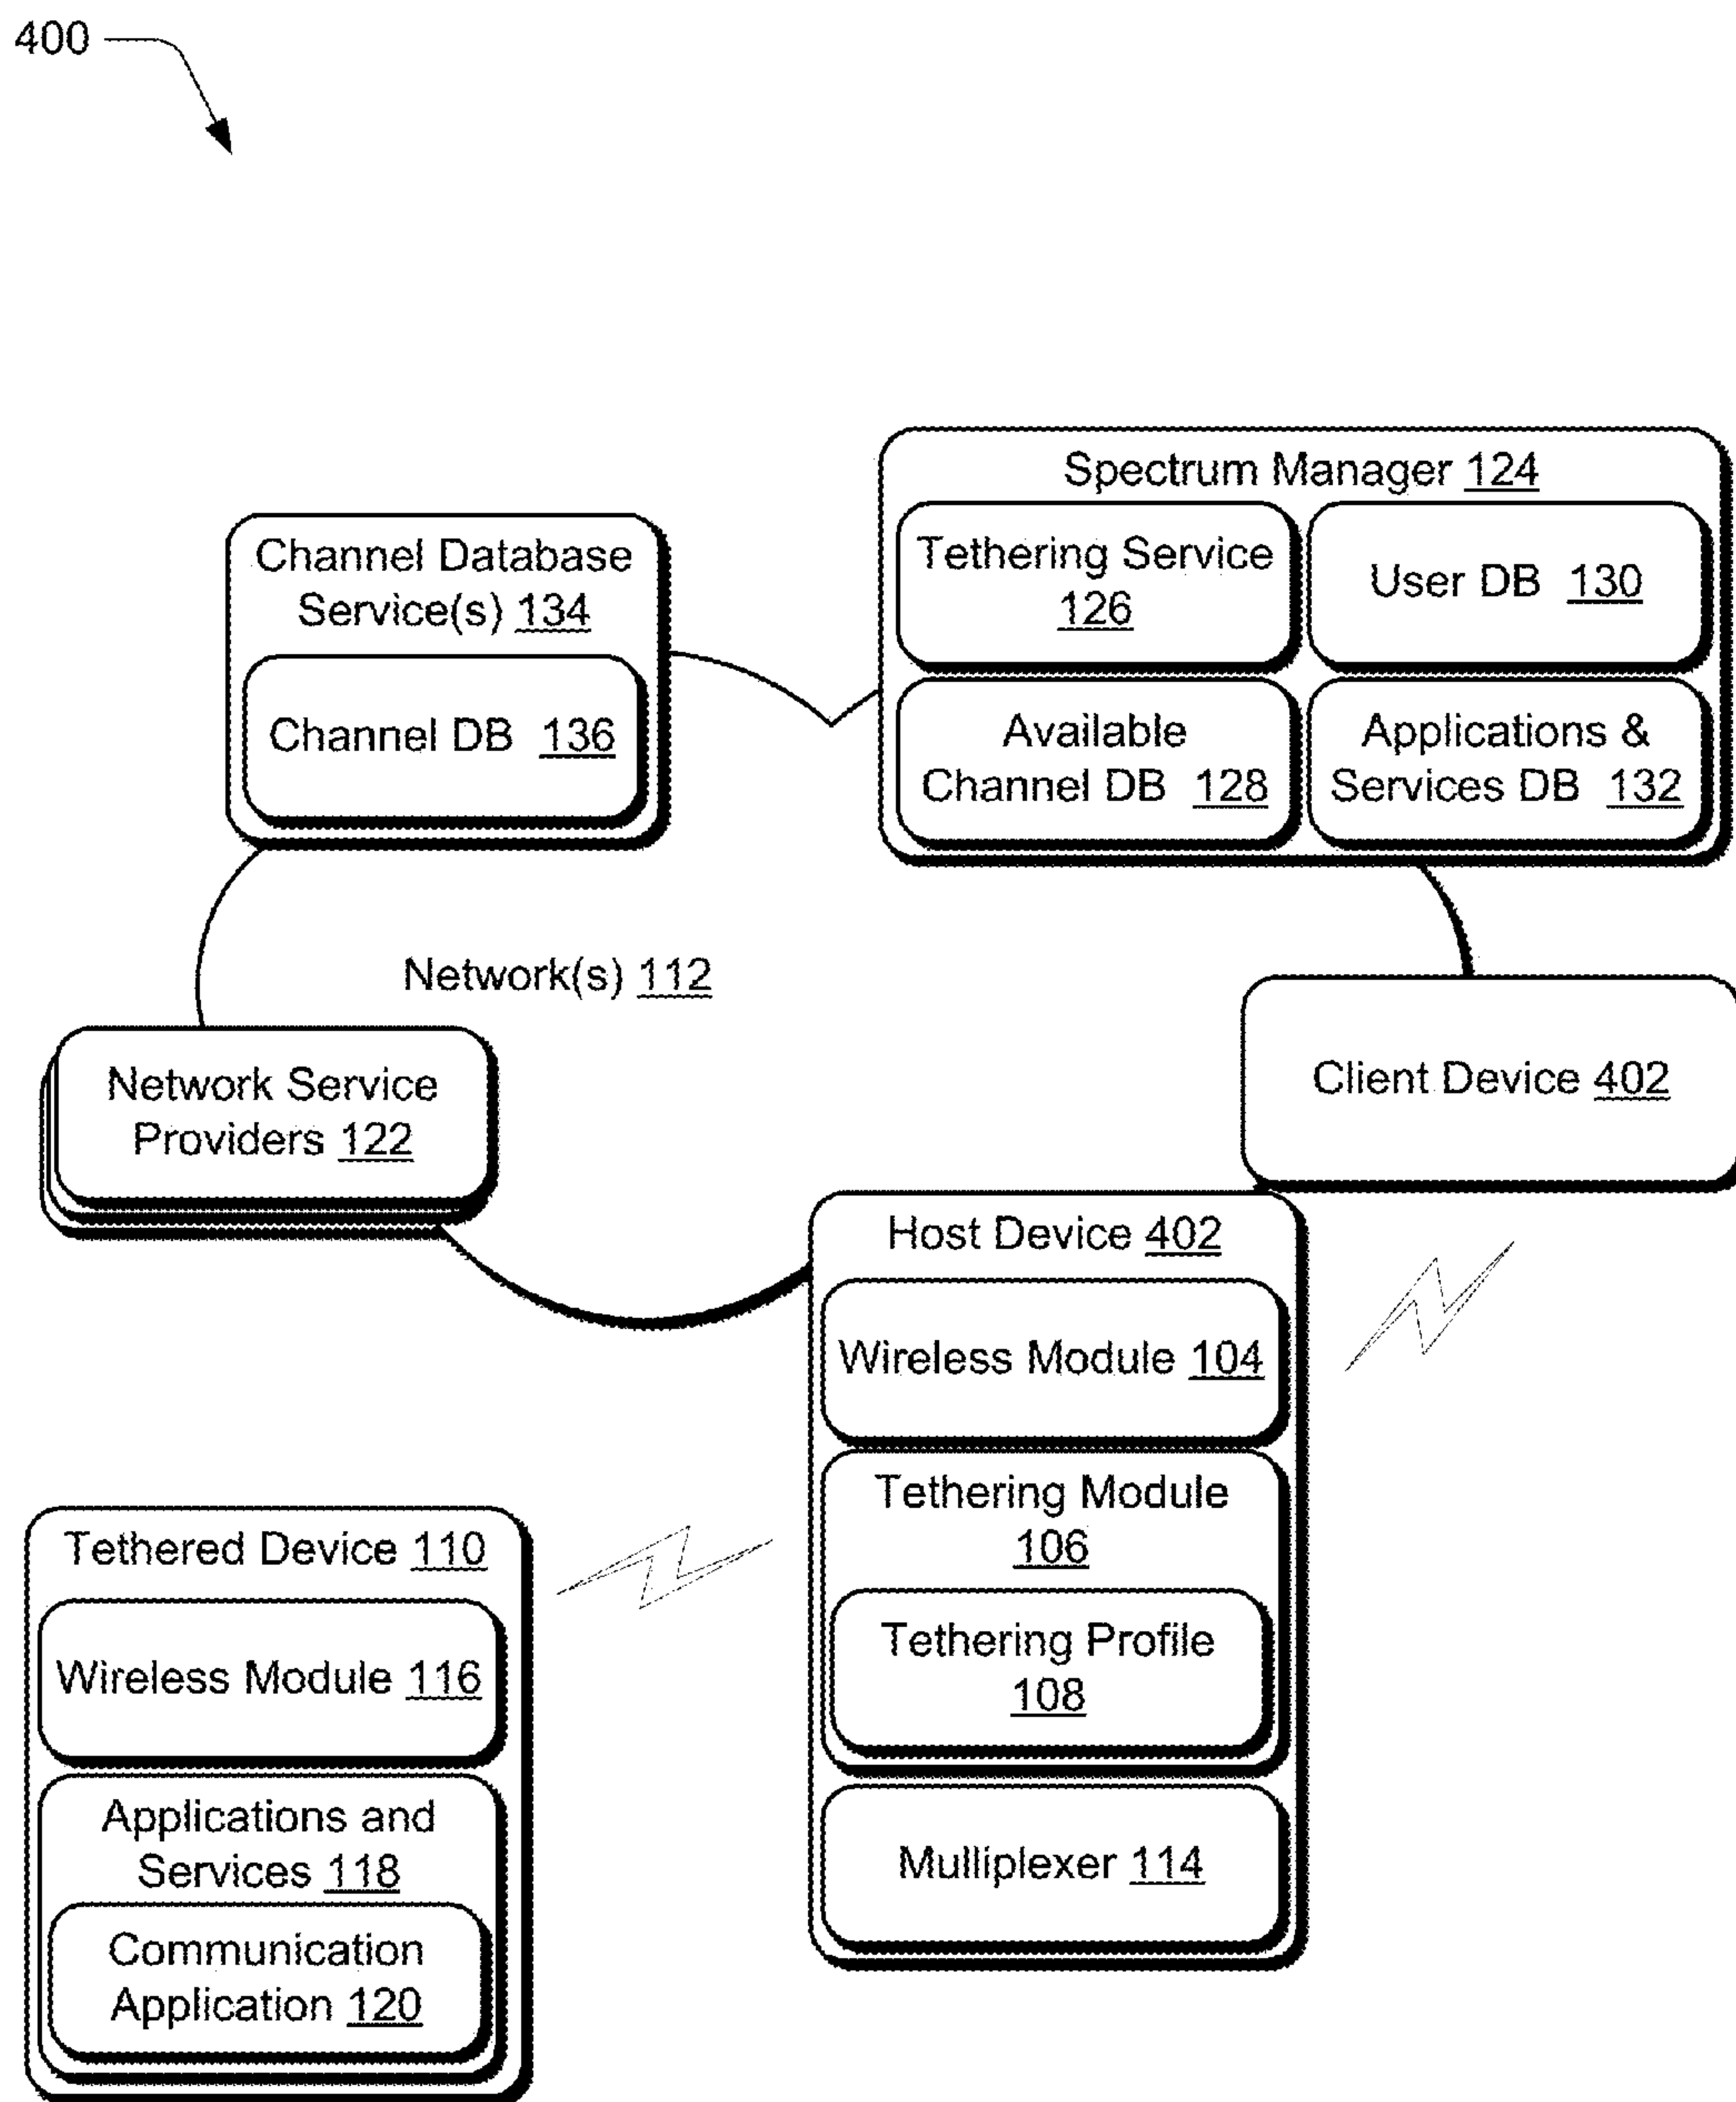 400
Spectrum Manager 124
Tethering Service
126
User DB 130
Available
Channel DB 128
Applications &
Services DB 132
Channel Database
Service(s) 134
Channel DB 136
Network(s) 112
Network Service
Providers 122
Client Device 402
Host Device 402
Wireless Module 104
Tethering Module
106
Tethering Profile
108
Mulliplexer 114
Tethered Device 110
Wireless Module 116
Applications and
Services 118
Communication
Application 120